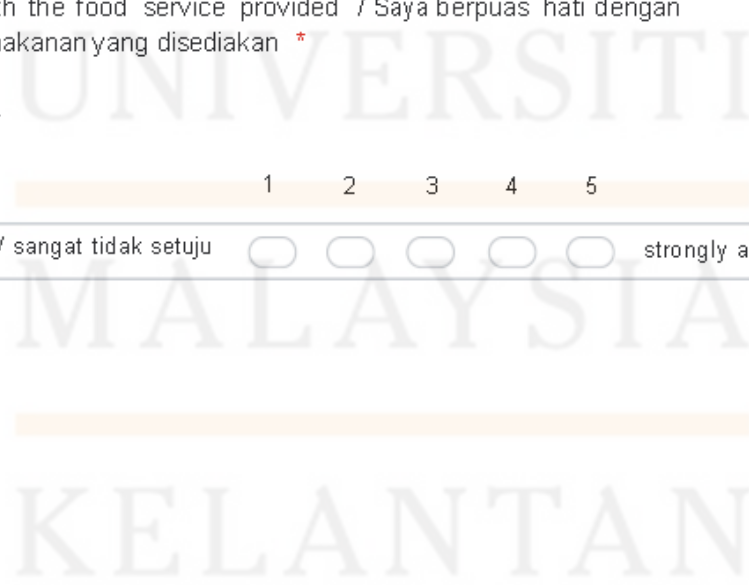 th the food service provided / Saya berpuas hati dengan
makanan yang disediakan *
UNIVERSITI
1 2 3 4 5
/ sangat tidak setuju strongly a
MALAYSIA
KELANTAN